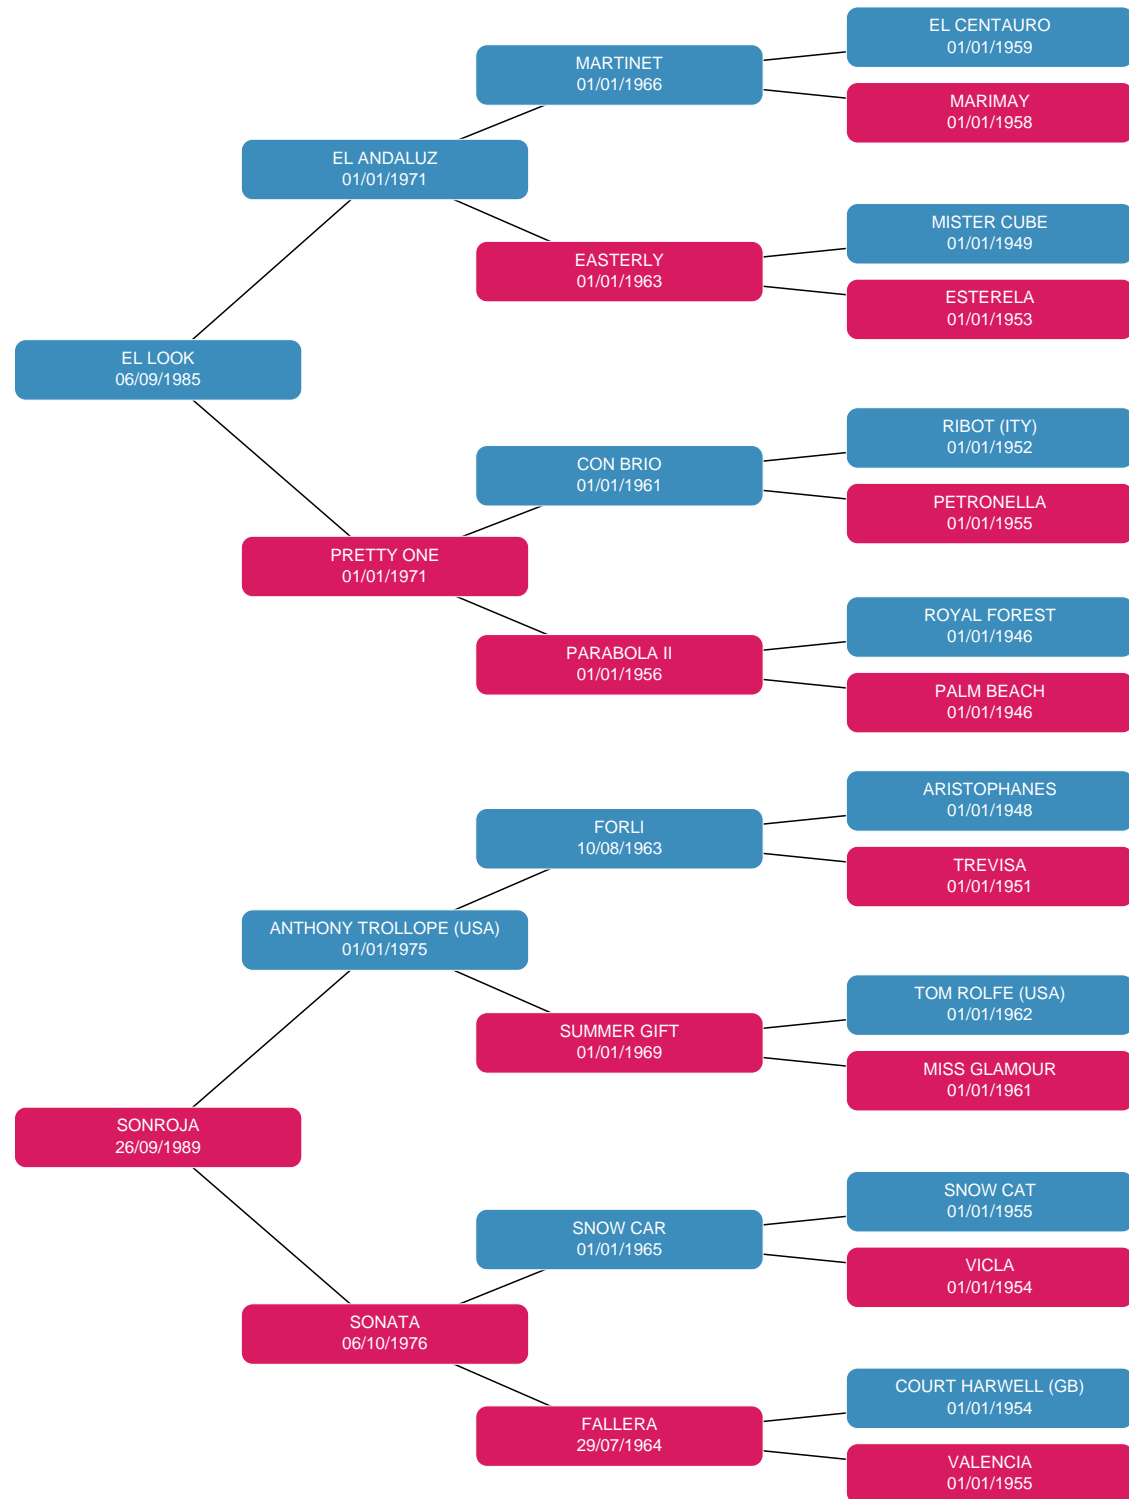 EL CENTAURO
01/01/1959
MARTINET
01/01/1966
MARIMAY
01/01/1958
EL ANDALUZ
01/01/1971
MISTER CUBE
01/01/1949
EASTERLY
01/01/1963
ESTERELA
01/01/1953
EL LOOK
06/09/1985
RIBOT (ITY)
01/01/1952
CON BRIO
01/01/1961
PETRONELLA
01/01/1955
PRETTY ONE
01/01/1971
ROYAL FOREST
01/01/1946
PARABOLA II
01/01/1956
PALM BEACH
01/01/1946
ARISTOPHANES
01/01/1948
FORLI
10/08/1963
TREVISA
01/01/1951
ANTHONY TROLLOPE (USA)
01/01/1975
TOM ROLFE (USA)
01/01/1962
SUMMER GIFT
01/01/1969
MISS GLAMOUR
01/01/1961
SONROJA
26/09/1989
SNOW CAT
01/01/1955
SNOW CAR
01/01/1965
VICLA
01/01/1954
SONATA
06/10/1976
COURT HARWELL (GB)
01/01/1954
FALLERA
29/07/1964
VALENCIA
01/01/1955